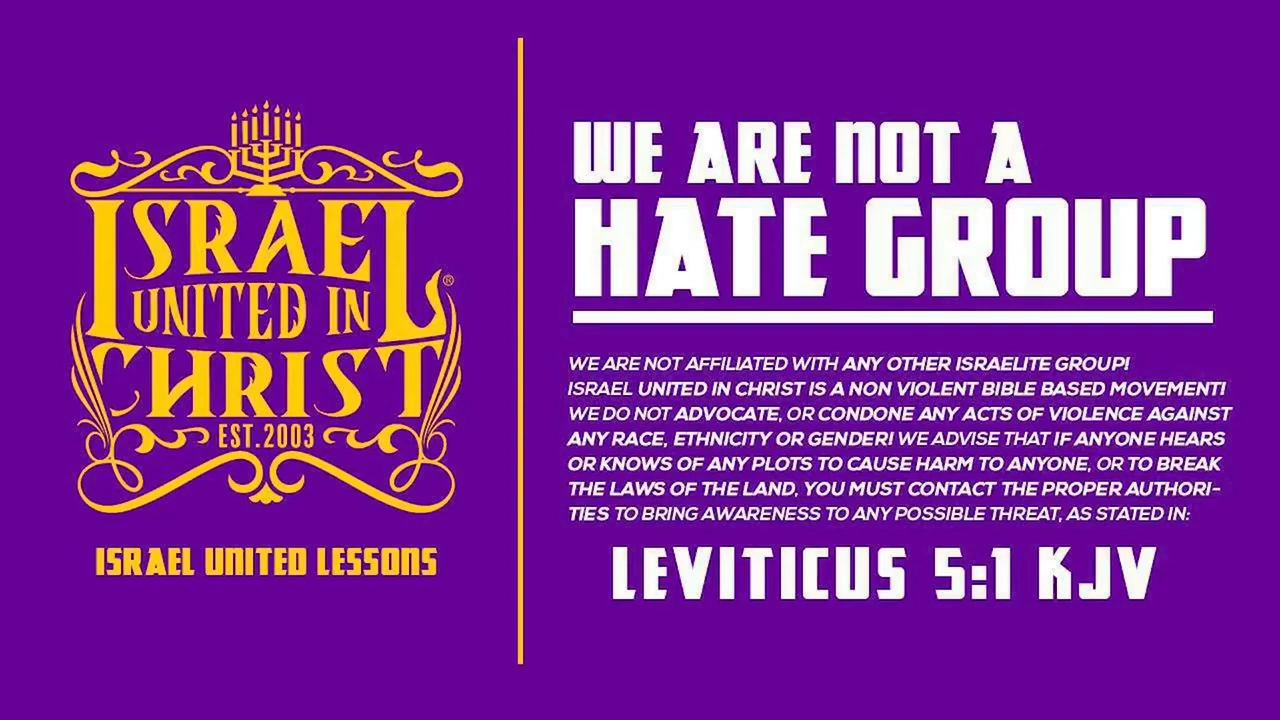 ISRAEL
UNITED IN
CHRIST
®
EST.2003
ISRAEL UNITED LESSONS
WE ARE NOT A
HATE GROUP
WE ARE NOT AFFILIATED WITH ANY OTHER ISRAELITE GROUP!
ISRAEL UNITED IN CHRIST IS A NON VIOLENT BIBLE BASED MOVEMENT!
WE DO NOT ADVOCATE, OR CONDONE ANY ACTS OF VIOLENCE AGAINST
ANY RACE, ETHNICITY OR GENDER! WE ADVISE THAT IF ANYONE HEARS
OR KNOWS OF ANY PLOTS TO CAUSE HARM TO ANYONE, OR TO BREAK
THE LAWS OF THE LAND, YOU MUST CONTACT THE PROPER AUTHORI-
TIES TO BRING AWARENESS TO ANY POSSIBLE THREAT, AS STATED IN:
LEVITICUS 5:1 KJV